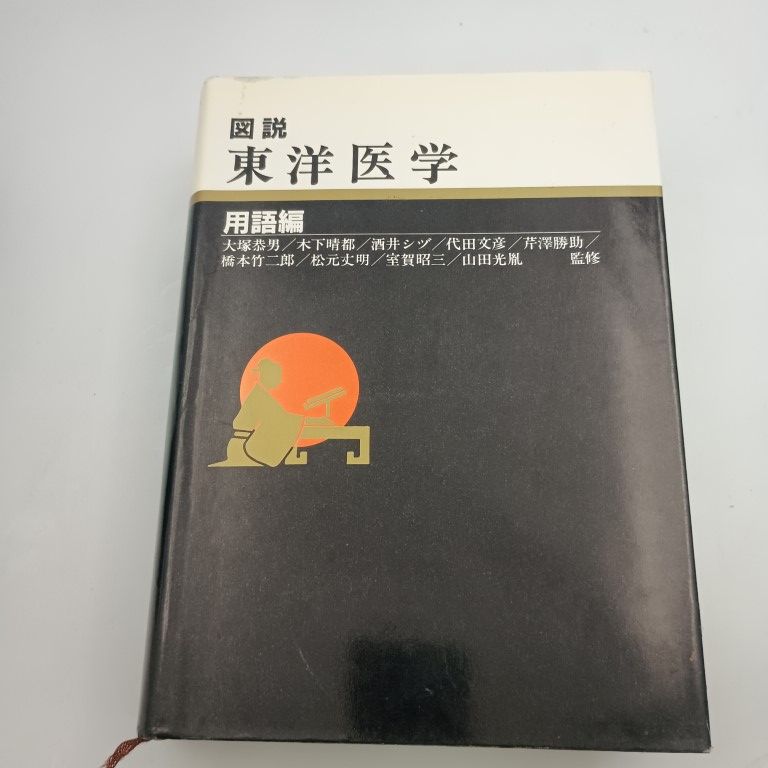 図説
東洋医学
用語編
大塚恭男／木下晴都／酒井シヅ／代田文彦／芹澤勝助／
橋本竹二郎／松元丈明／室賀昭三／山田光胤 監修